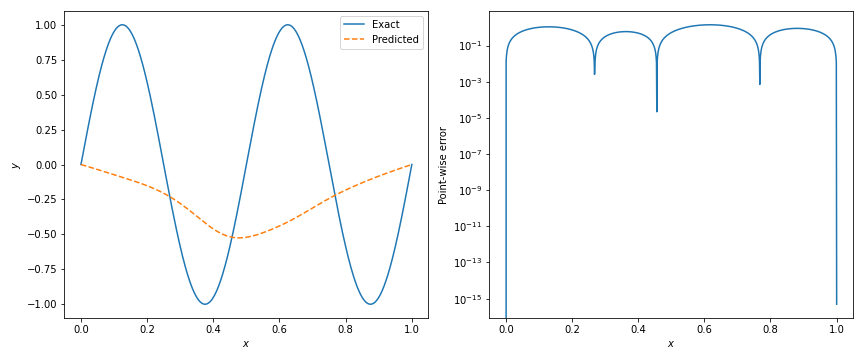 1.00
0.75
0.50
0.25
0.00
−0.25
−0.50
−0.75
−1.00
y
0.0 0.2 0.4 0.6 0.8 1.0
x
Exact
Predicted
10⁻¹
10⁻³
10⁻⁵
10⁻⁷
10⁻⁹
10⁻¹¹
10⁻¹³
10⁻¹⁵
Point-wise error
0.0 0.2 0.4 0.6 0.8 1.0
x